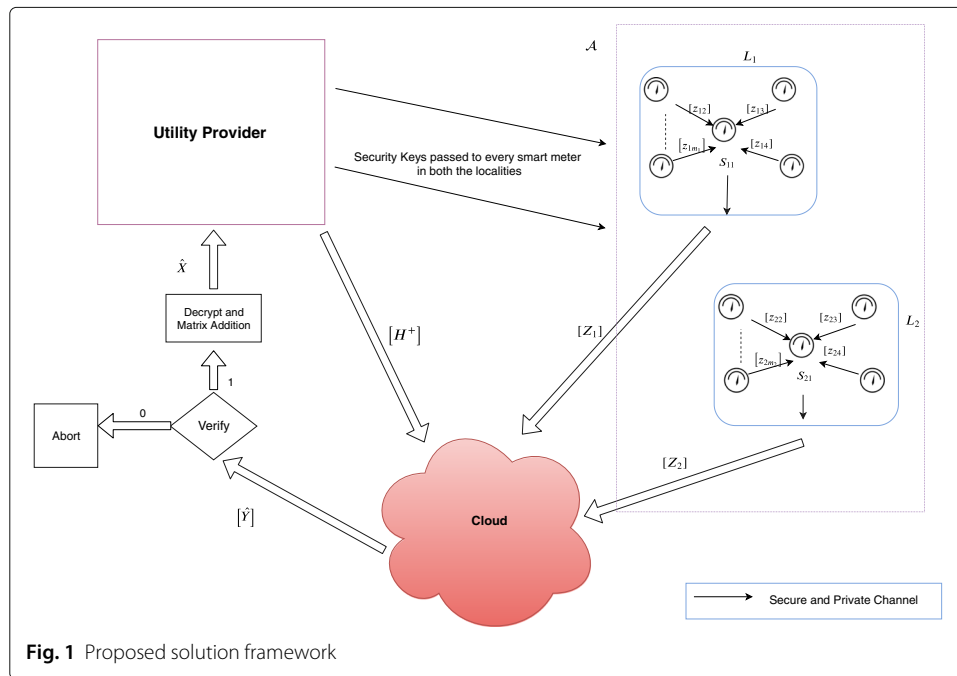 𝒜
L₁
[z₁₂]
[z₁₃]
Utility Provider
[z₁ₘ₁]
[z₁₄]
Security Keys passed to every smart meter
in both the localities
S₁₁
X̂
Decrypt and
Matrix Addition
[H⁺]
[Z₁]
[z₂₂]
[z₂₃]
L₂
[z₂ₘ₂]
[z₂₄]
S₂₁
1
0
Abort
Verify
[Z₂]
[Ŷ]
Cloud
Secure and Private Channel
Fig. 1 Proposed solution framework